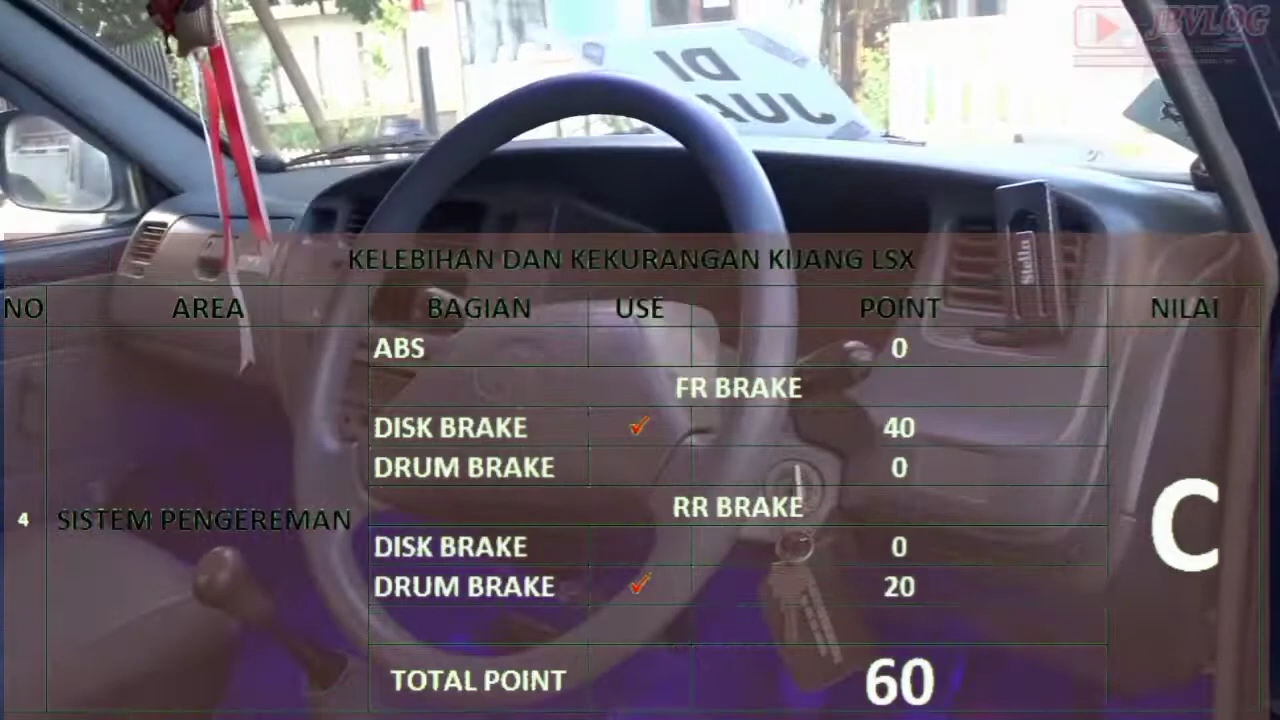 JBVLOG
DI
JUAL
Stella
KELEBIHAN DAN KEKURANGAN KIJANG LSX
NO AREA BAGIAN USE POINT NILAI
ABS 0
FR BRAKE
DISK BRAKE ✓ 40
DRUM BRAKE 0
RR BRAKE
4 SISTEM PENGEREMAN C
DISK BRAKE 0
DRUM BRAKE ✓ 20
TOTAL POINT 60